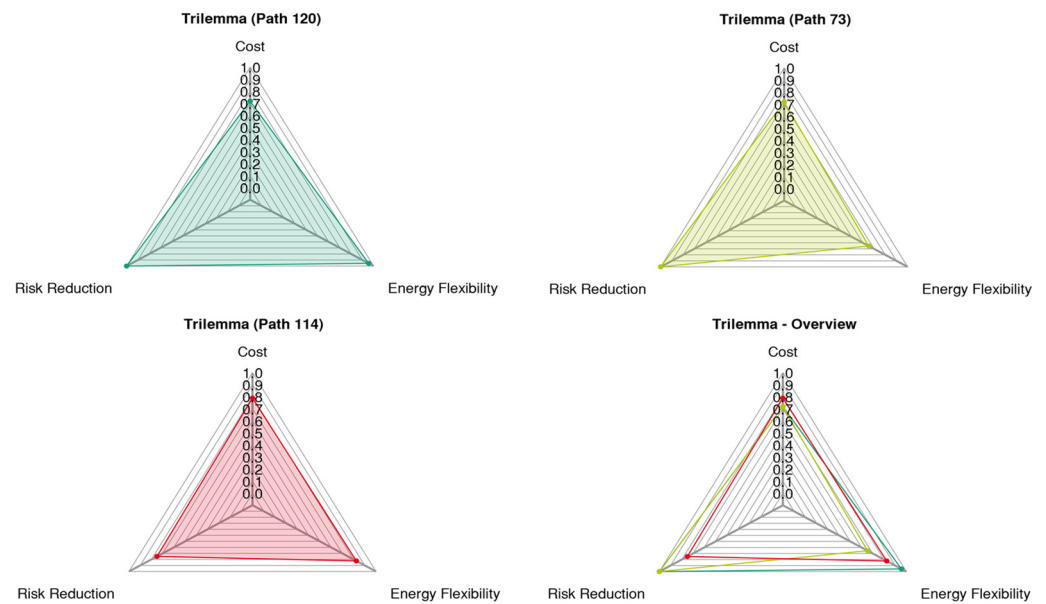 Trilemma (Path 120)
Cost
1.0
0.9
0.8
0.7
0.6
0.5
0.4
0.3
0.2
0.1
0.0
Risk Reduction
Energy Flexibility
Trilemma (Path 73)
Cost
1.0
0.9
0.8
0.7
0.6
0.5
0.4
0.3
0.2
0.1
0.0
Risk Reduction
Energy Flexibility
Trilemma (Path 114)
Cost
1.0
0.9
0.8
0.7
0.6
0.5
0.4
0.3
0.2
0.1
0.0
Risk Reduction
Energy Flexibility
Trilemma - Overview
Cost
1.0
0.9
0.8
0.7
0.6
0.5
0.4
0.3
0.2
0.1
0.0
Risk Reduction
Energy Flexibility